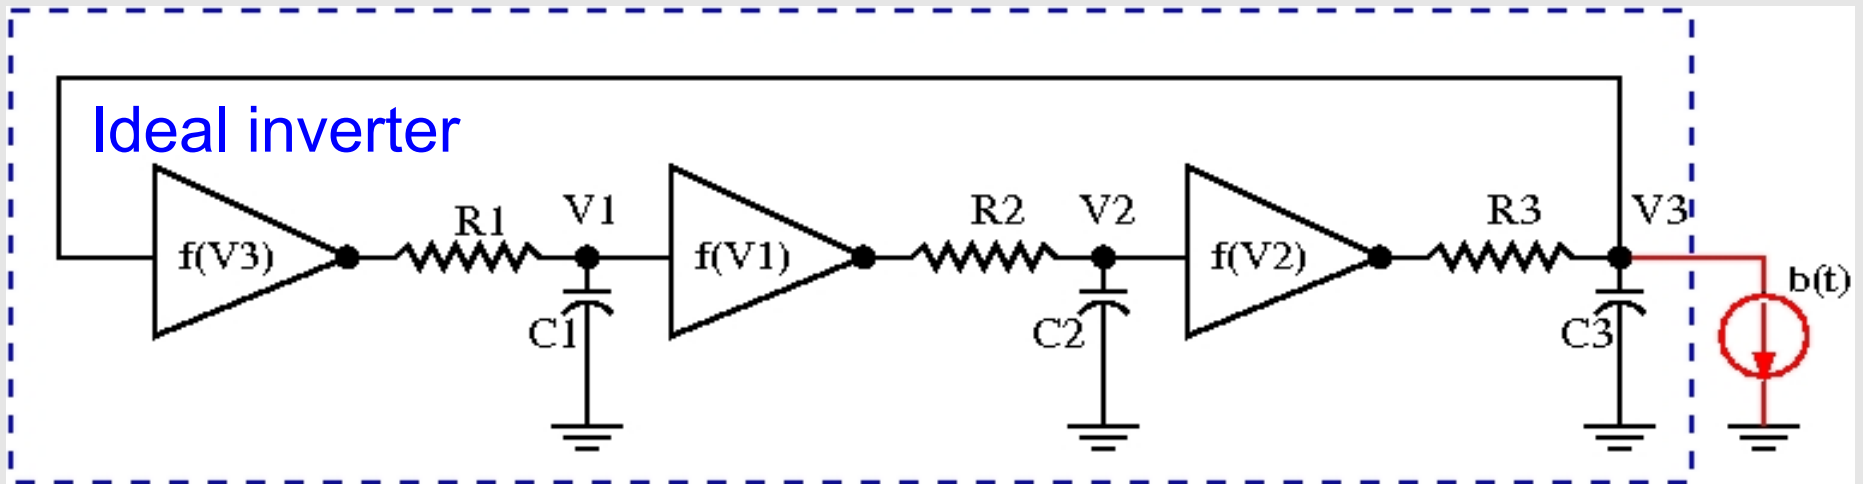 Ideal inverter
f(V3)
R1
V1
C1
f(V1)
R2
V2
C2
f(V2)
R3
V3
C3
b(t)